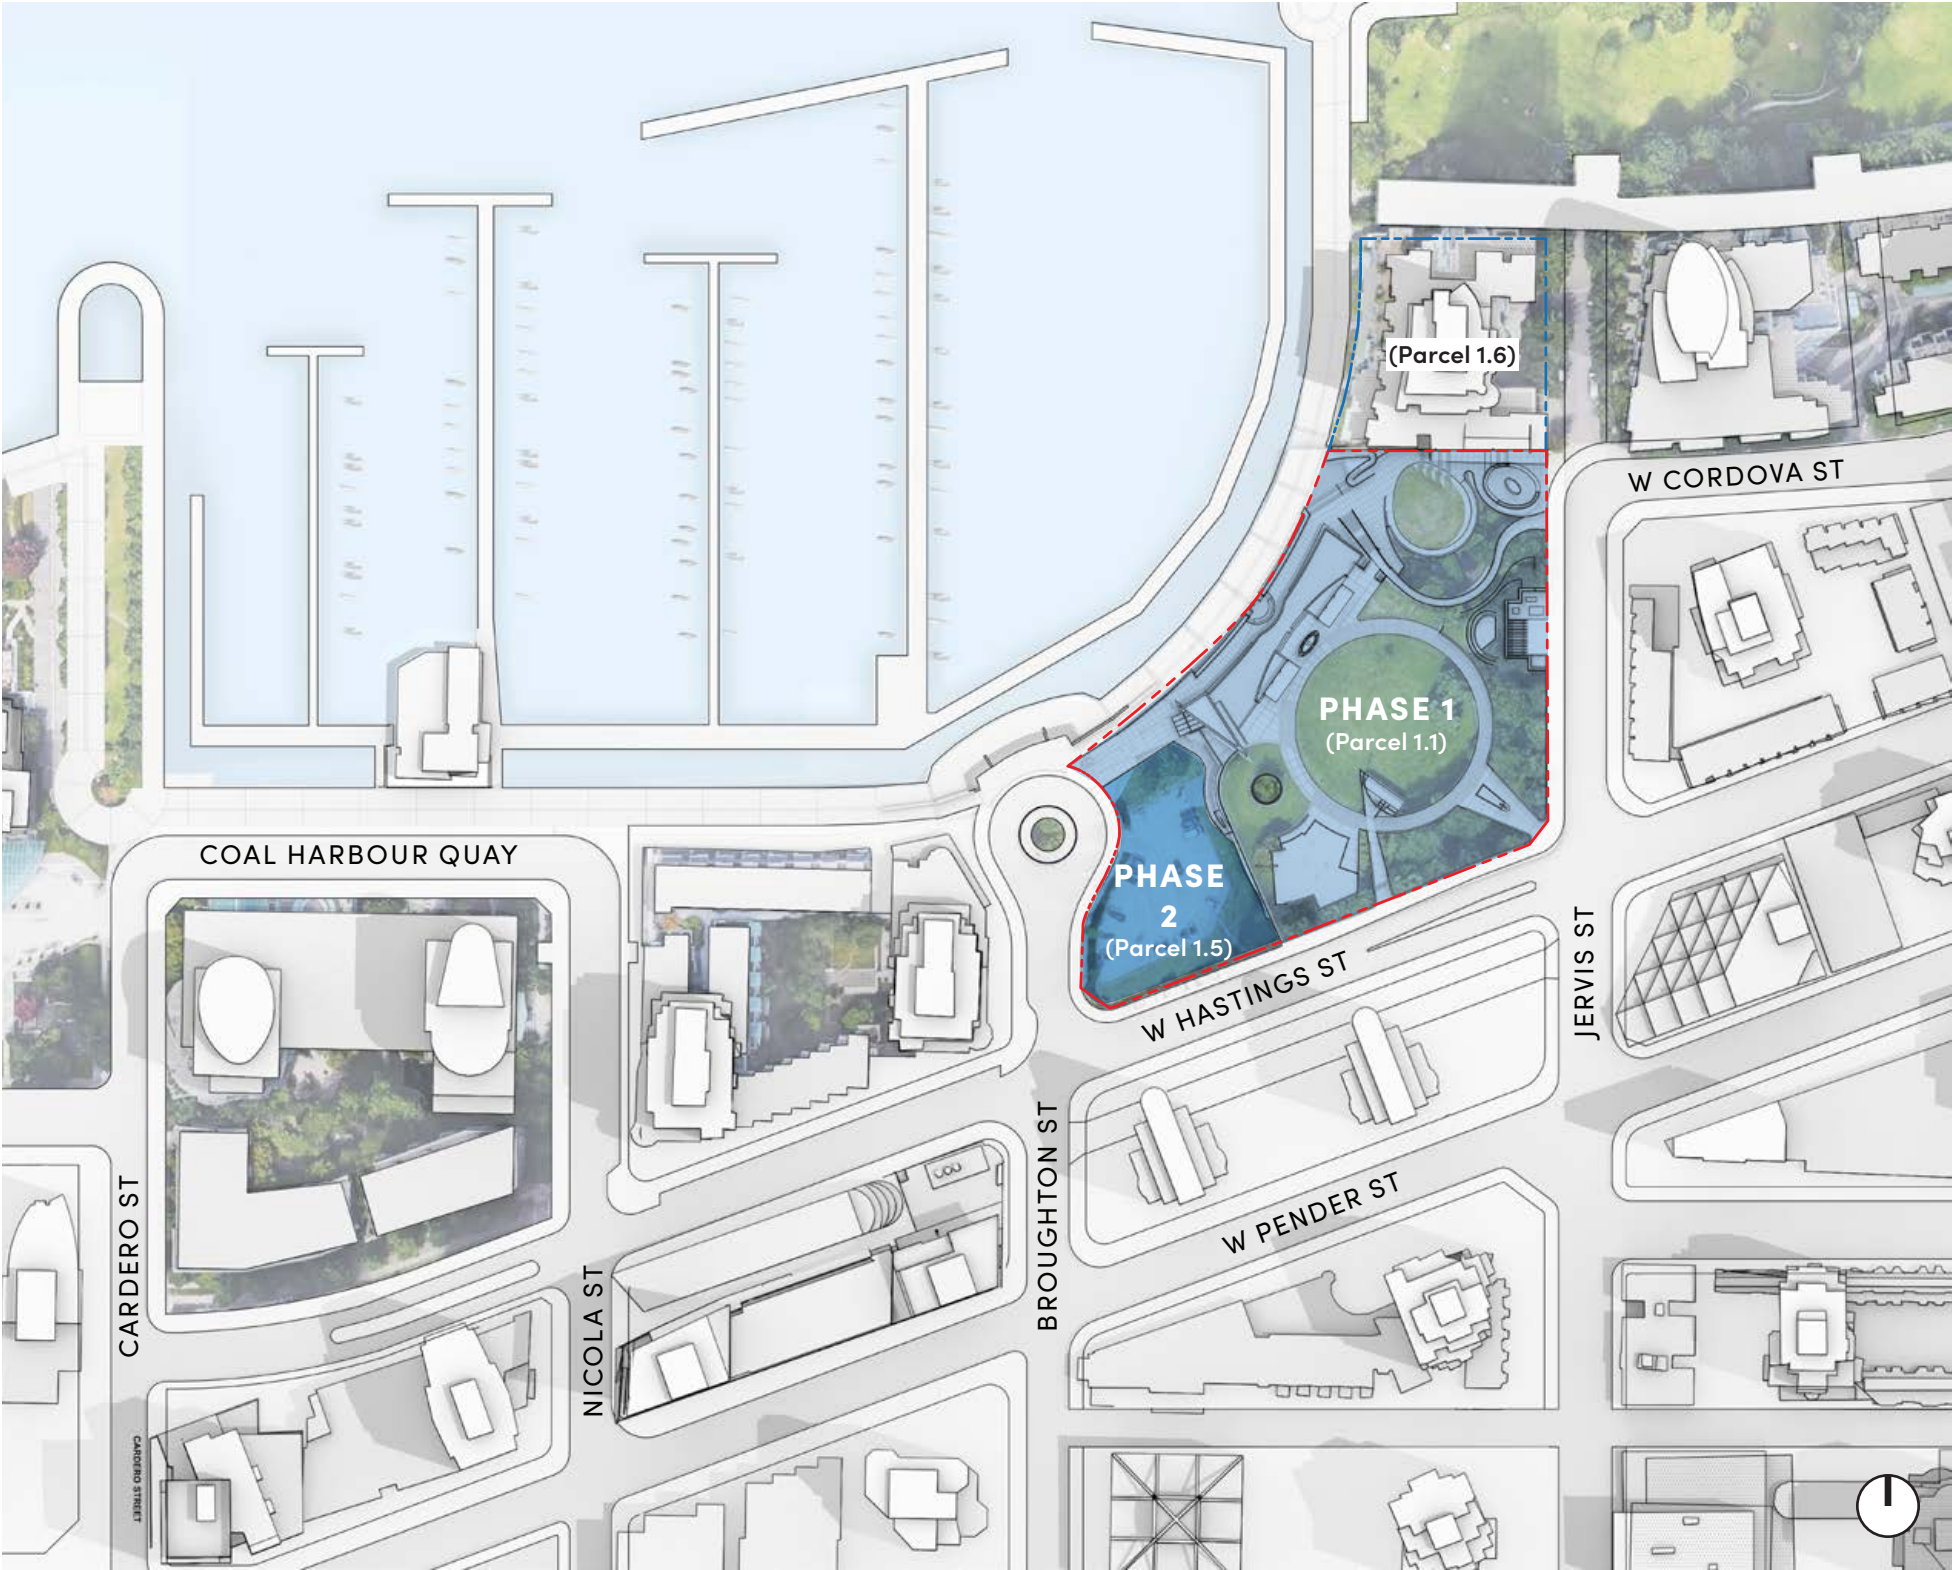 (Parcel 1.6)
W CORDOVA ST
PHASE 1
(Parcel 1.1)
COAL HARBOUR QUAY
PHASE
2
(Parcel 1.5)
W HASTINGS ST
JERVIS ST
BROUGHTON ST
W PENDER ST
CARDERO ST
NICOLA ST
CARDERO STREET